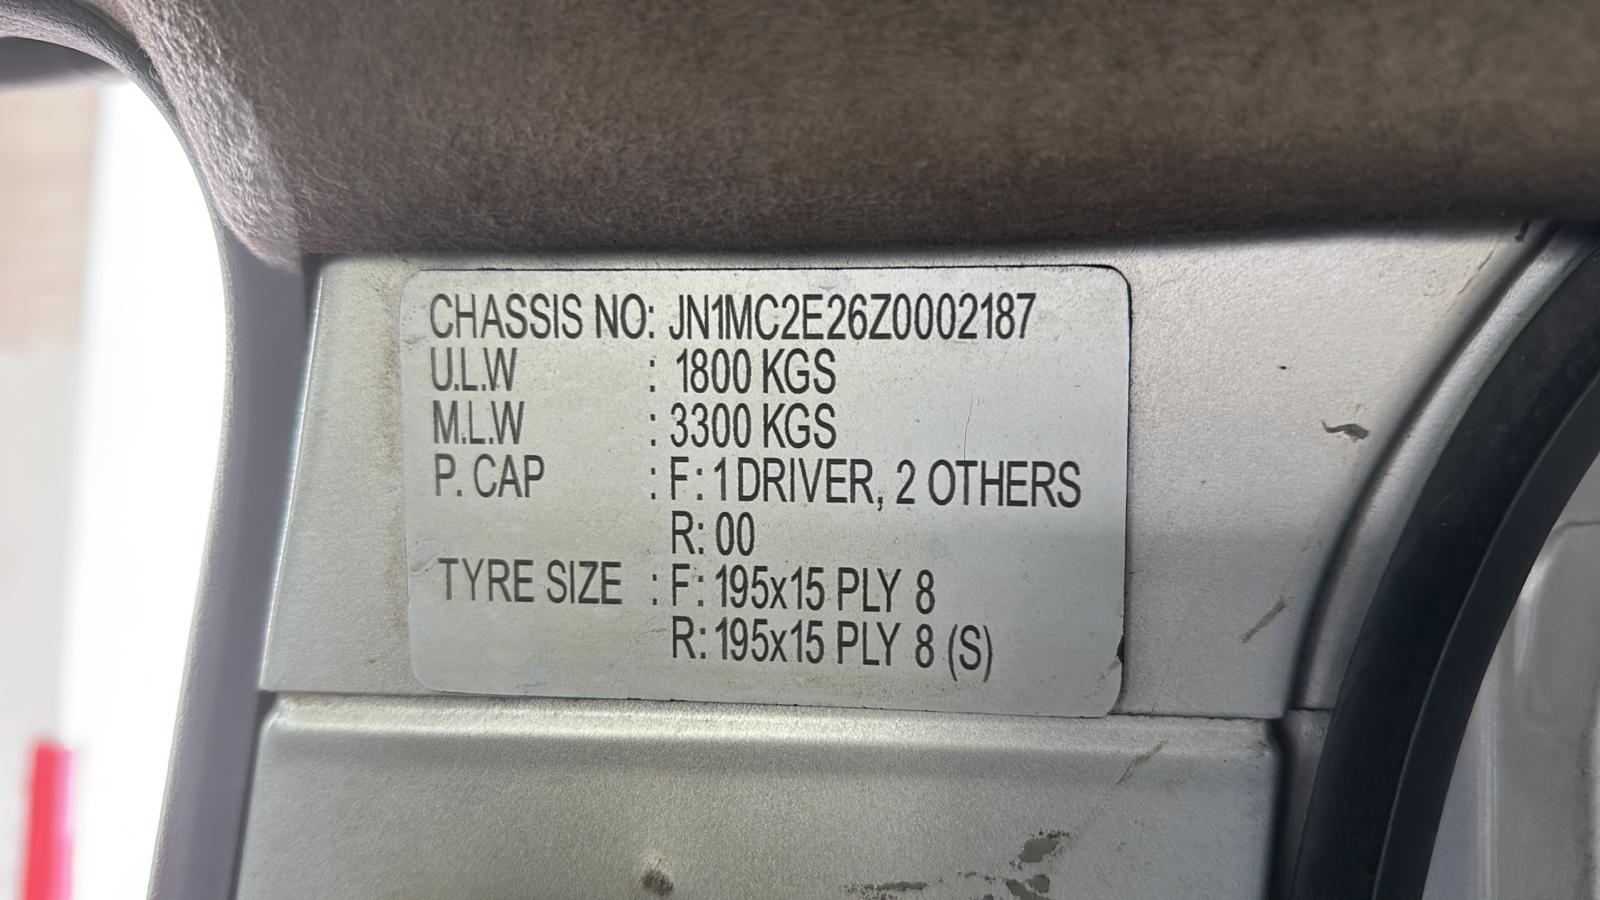 CHASSIS NO: JN1MC2E26Z0002187
U.L.W : 1800 KGS
M.L.W : 3300 KGS
P. CAP : F: 1 DRIVER, 2 OTHERS
R: 00
TYRE SIZE : F: 195x15 PLY 8
R: 195x15 PLY 8 (S)